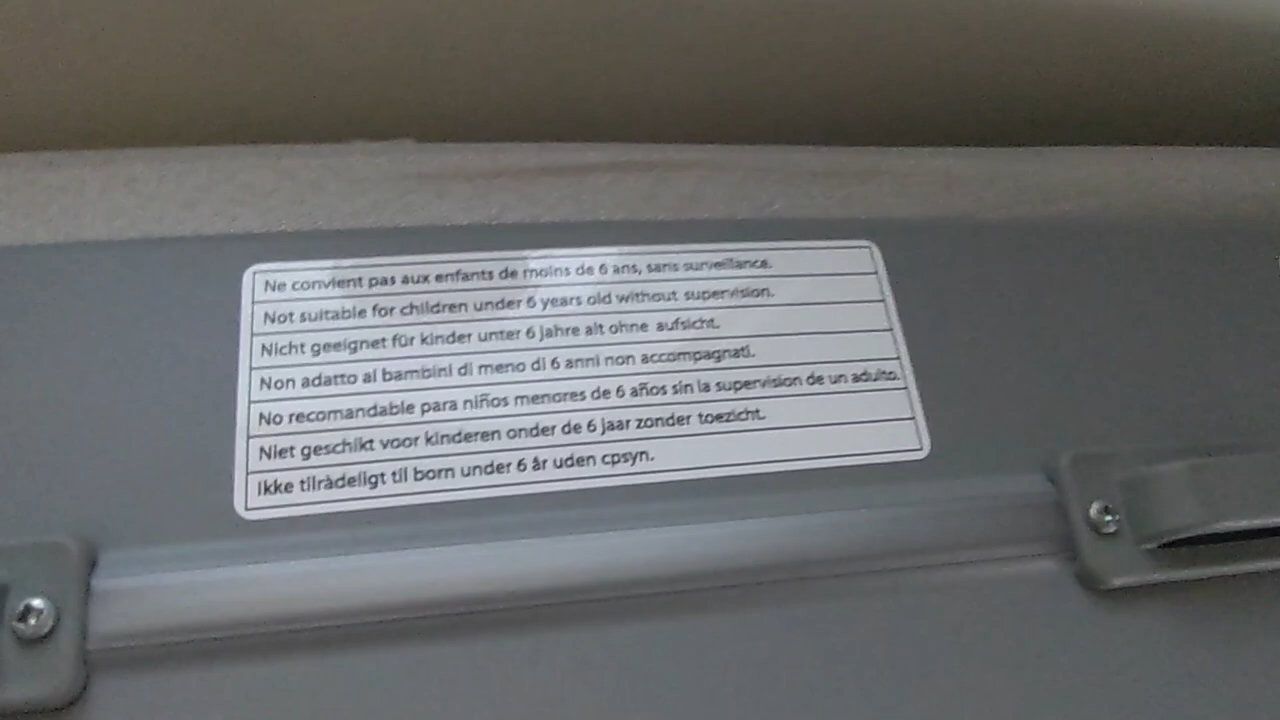 Ne convient pas aux enfants de moins de 6 ans, sans surveillance.
Not suitable for children under 6 years old without supervision.
Nicht geeignet für kinder unter 6 jahre alt ohne aufsicht.
Non adatto ai bambini di meno di 6 anni non accompagnati.
No recomandable para niños menores de 6 años sin la supervision de un adulto.
Niet geschikt voor kinderen onder de 6 jaar zonder toezicht.
Ikke tilràdeligt til born under 6 år uden cpsyn.